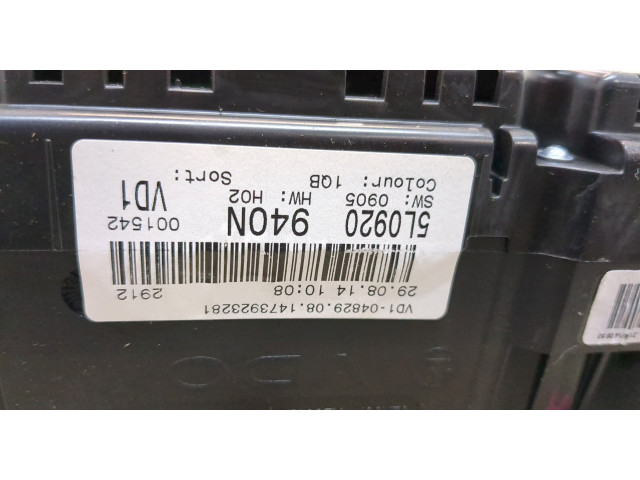 VD1-04829.08.1473923281
29.08.14 10:08 2912
5L0920 940N 001542
SW: 0905 HW: H02 VD1
Colour: 1QB Sort:
VDO